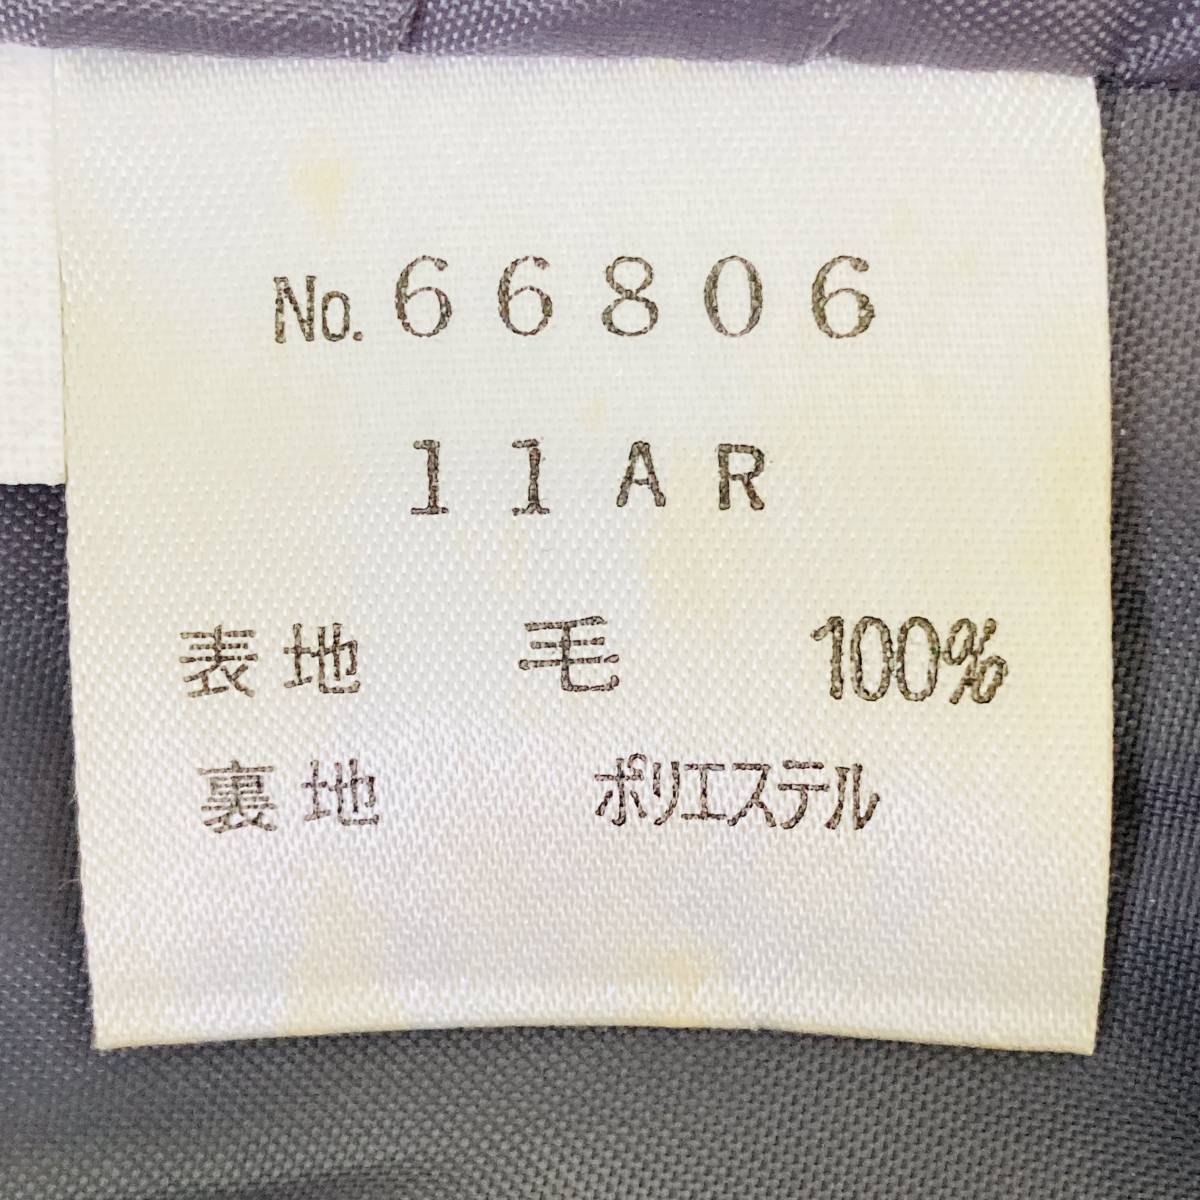 No. 66806
11AR
表地 毛 100%
裏地 ポリエステル